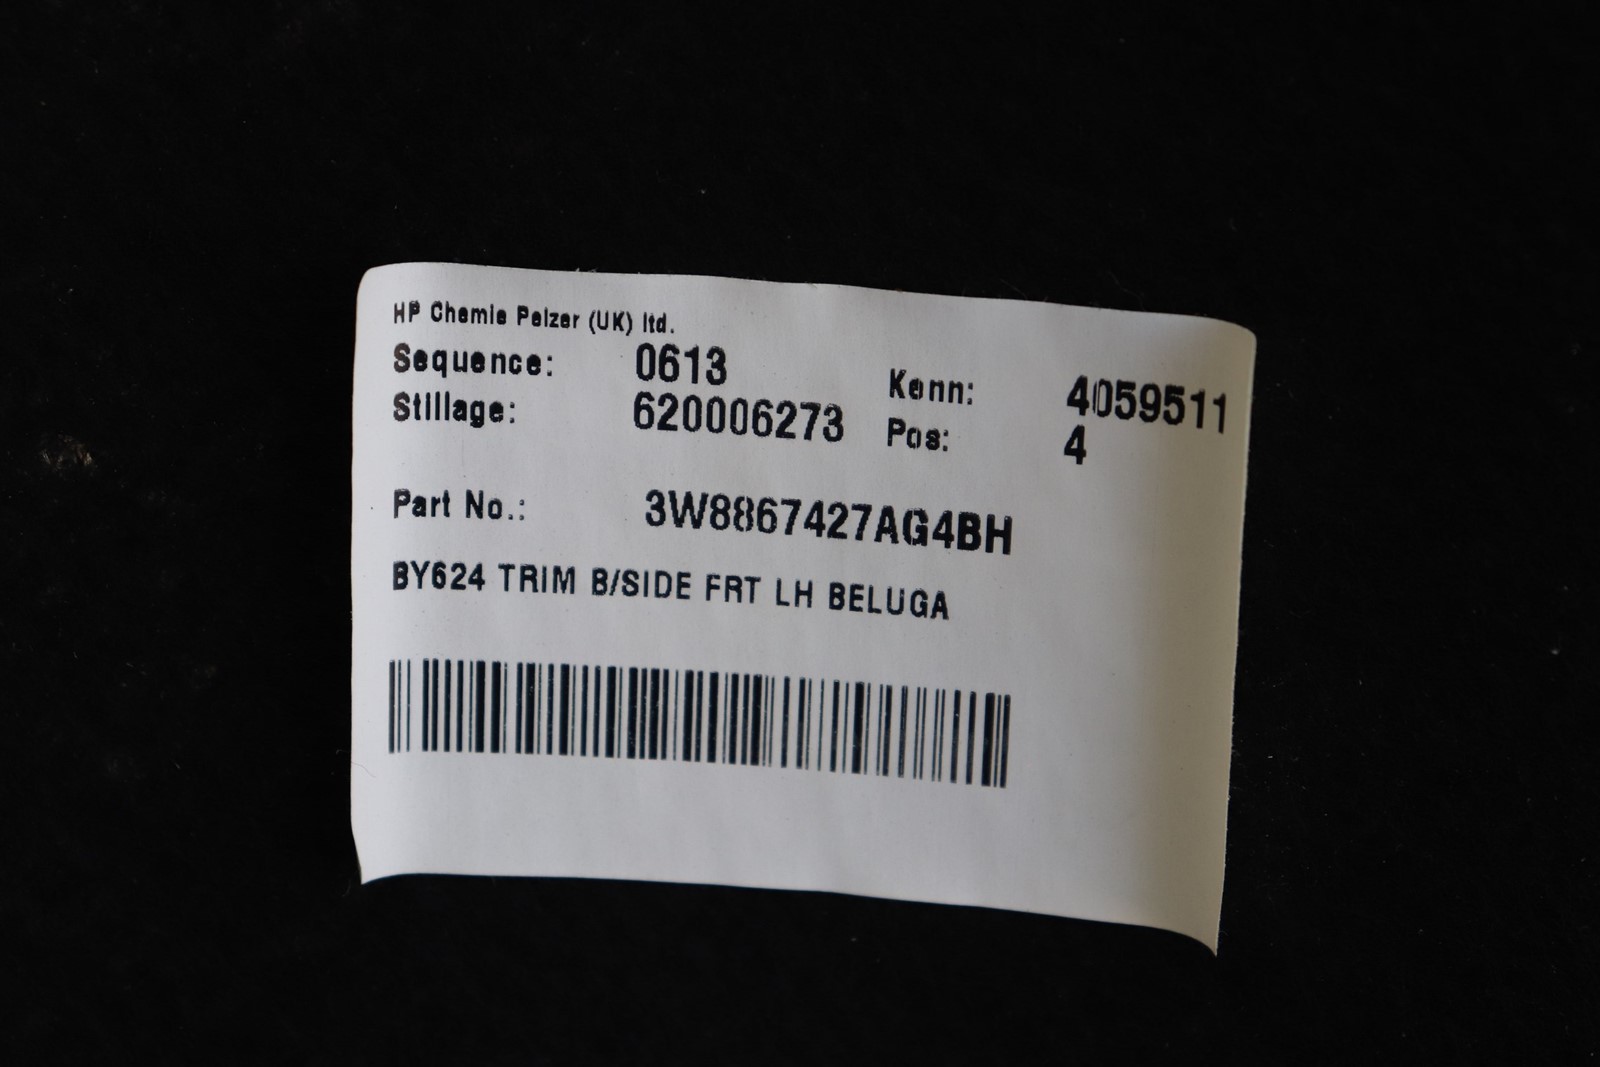 HP Chemie Pelzer (UK) ltd.
Sequence: 0613 Kenn: 4059511
Stillage: 620006273 Pos: 4
Part No.: 3W8867427AG4BH
BY624 TRIM B/SIDE FRT LH BELUGA